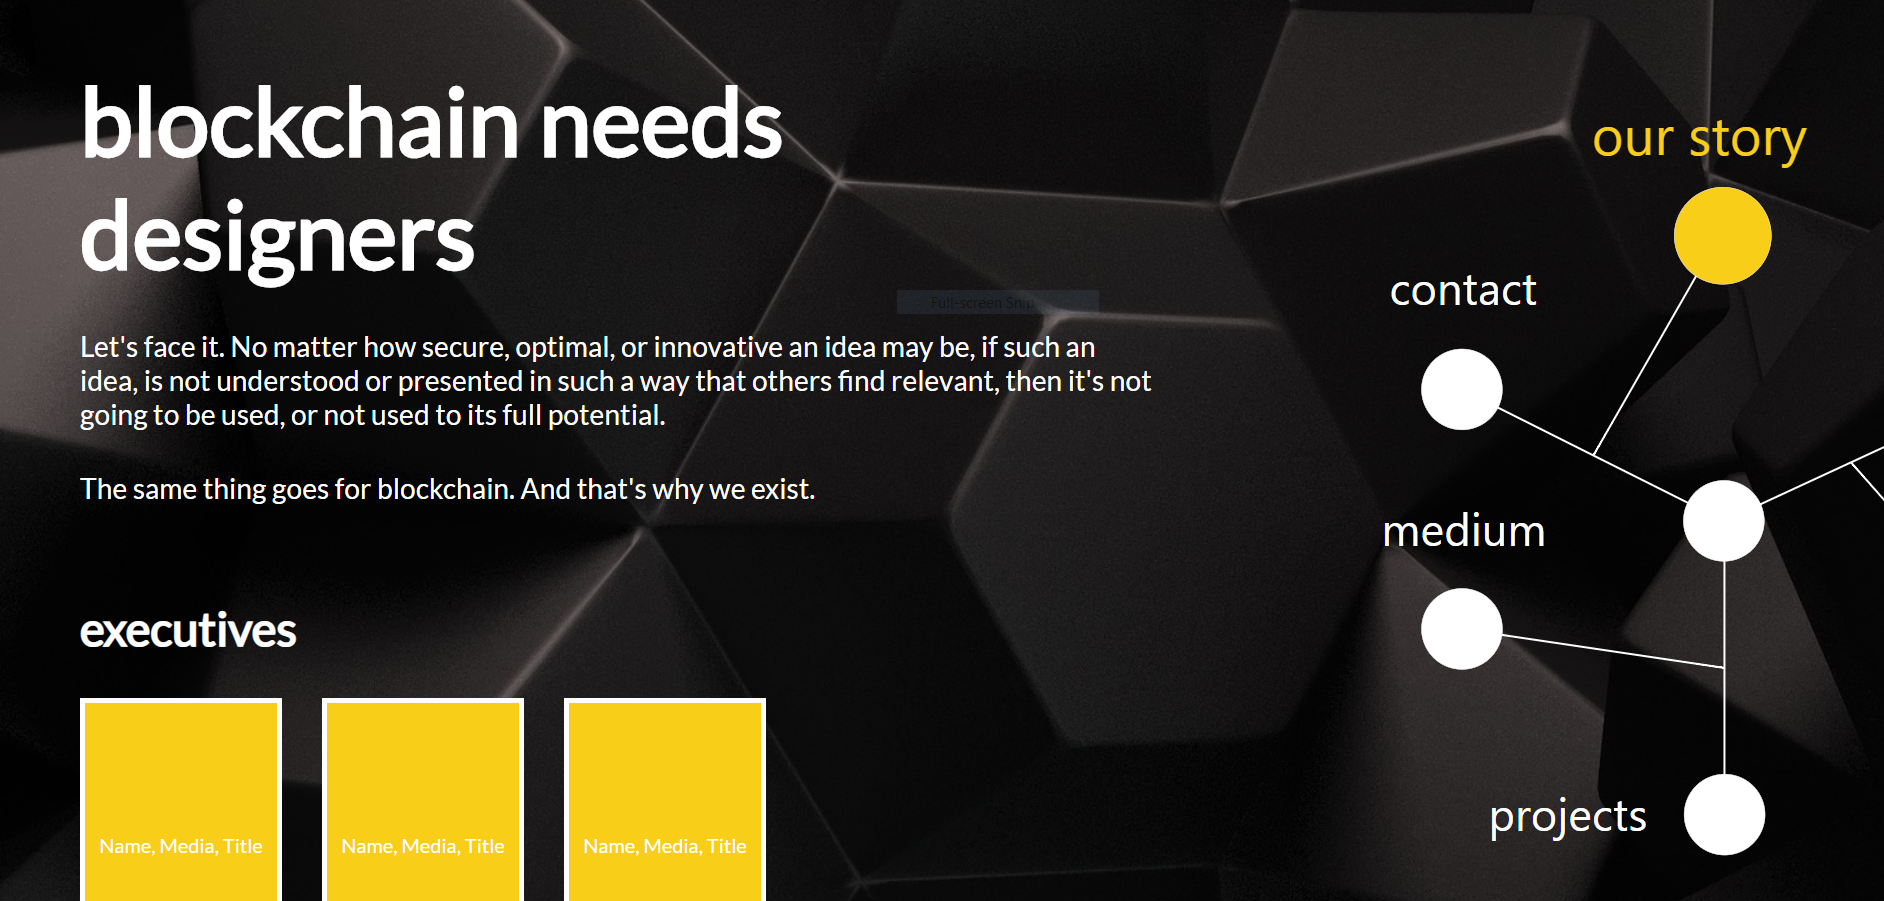 blockchain needs
designers
Let's face it. No matter how secure, optimal, or innovative an idea may be, if such an
idea, is not understood or presented in such a way that others find relevant, then it's not
going to be used, or not used to its full potential.
The same thing goes for blockchain. And that's why we exist.
executives
Name, Media, Title
Name, Media, Title
Name, Media, Title
our story
contact
medium
projects
Full-screen Snip